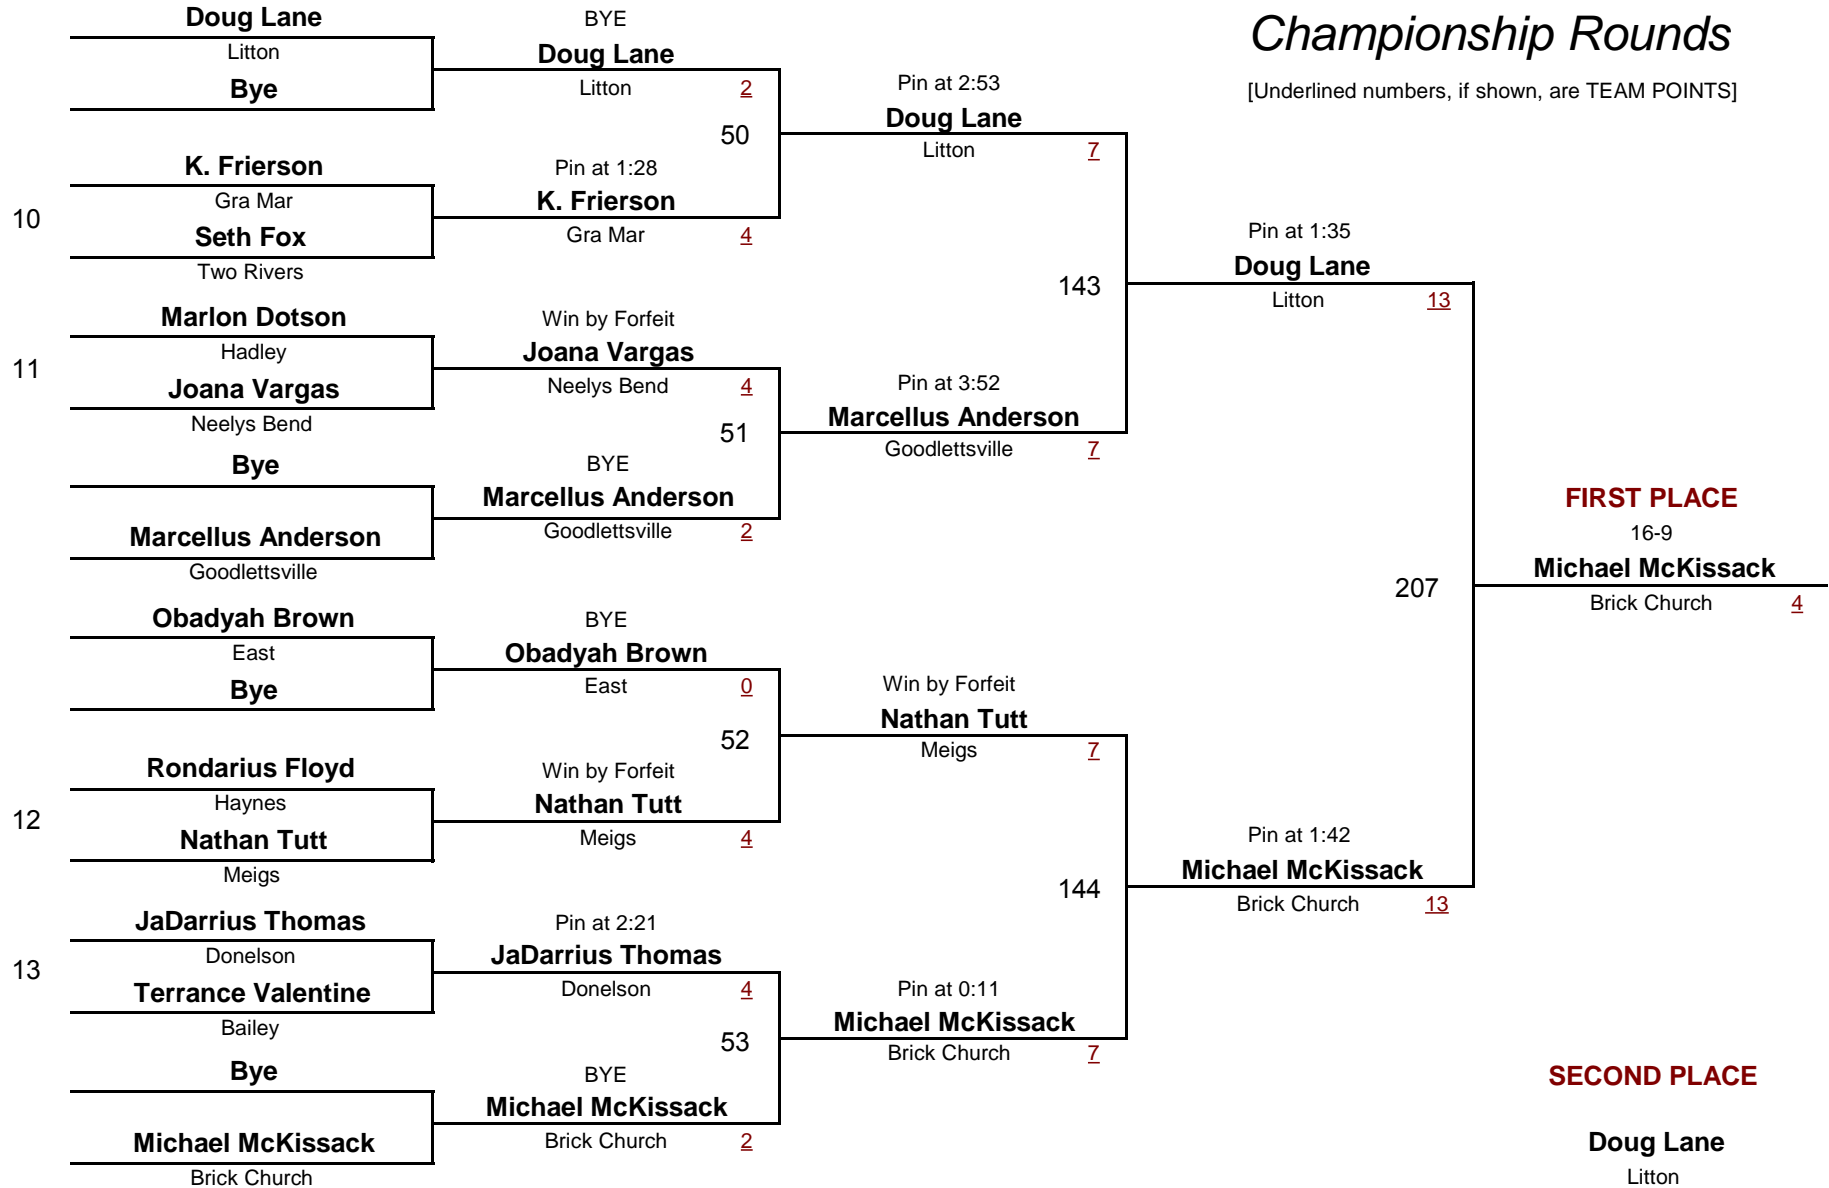 Championship Rounds
[Underlined numbers, if shown, are TEAM POINTS]
Doug Lane
Litton
Bye
10
K. Frierson
Gra Mar
Seth Fox
Two Rivers
11
Marlon Dotson
Hadley
Joana Vargas
Neelys Bend
Bye
Marcellus Anderson
Goodlettsville
Obadyah Brown
East
Bye
12
Rondarius Floyd
Haynes
Nathan Tutt
Meigs
13
JaDarrius Thomas
Donelson
Terrance Valentine
Bailey
Bye
Michael McKissack
Brick Church
BYE
Doug Lane
Litton 2
50
Pin at 1:28
K. Frierson
Gra Mar 4
Win by Forfeit
Joana Vargas
Neelys Bend 4
51
BYE
Marcellus Anderson
Goodlettsville 2
BYE
Obadyah Brown
East 0
52
Win by Forfeit
Nathan Tutt
Meigs 4
Pin at 2:21
JaDarrius Thomas
Donelson 4
53
BYE
Michael McKissack
Brick Church 2
Pin at 2:53
Doug Lane
Litton 7
143
Pin at 3:52
Marcellus Anderson
Goodlettsville 7
Win by Forfeit
Nathan Tutt
Meigs 7
144
Pin at 0:11
Michael McKissack
Brick Church 7
Pin at 1:35
Doug Lane
Litton 13
207
Pin at 1:42
Michael McKissack
Brick Church 13
FIRST PLACE
16-9
Michael McKissack
Brick Church 4
SECOND PLACE
Doug Lane
Litton